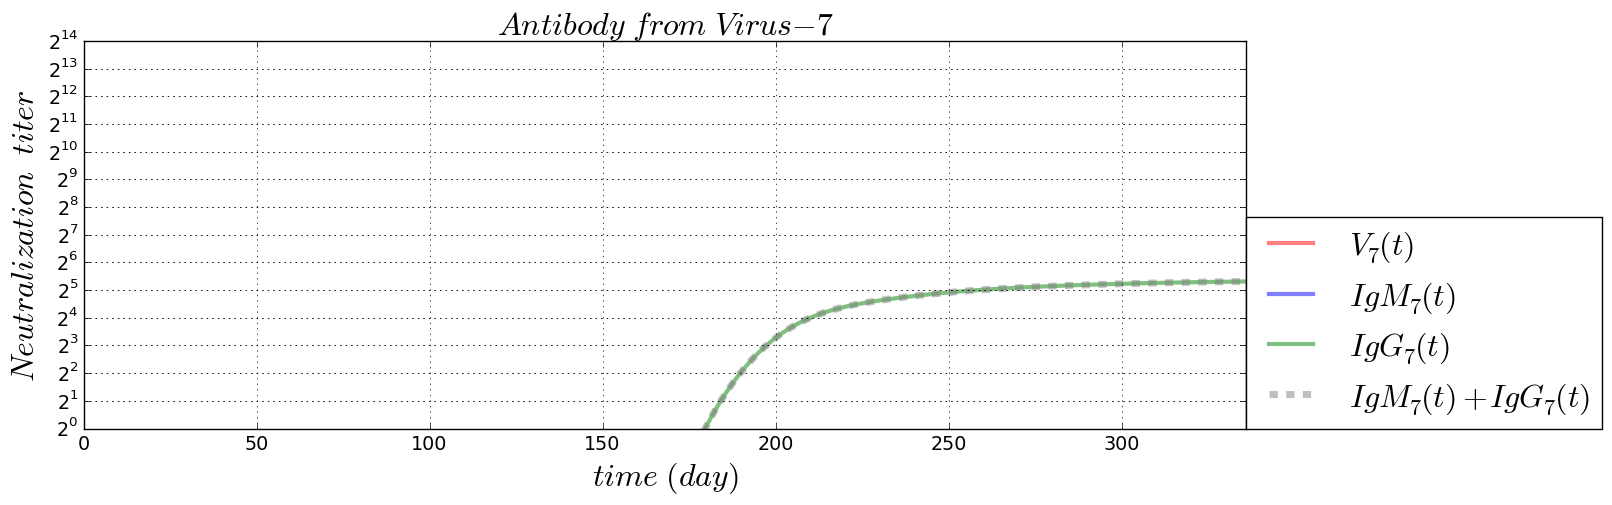 Antibody from Virus−7
Neutralization titer
2^14
2^13
2^12
2^11
2^10
2^9
2^8
2^7
2^6
2^5
2^4
2^3
2^2
2^1
2^0
0 50 100 150 200 250 300
time (day)
V_7(t)
IgM_7(t)
IgG_7(t)
IgM_7(t)+IgG_7(t)